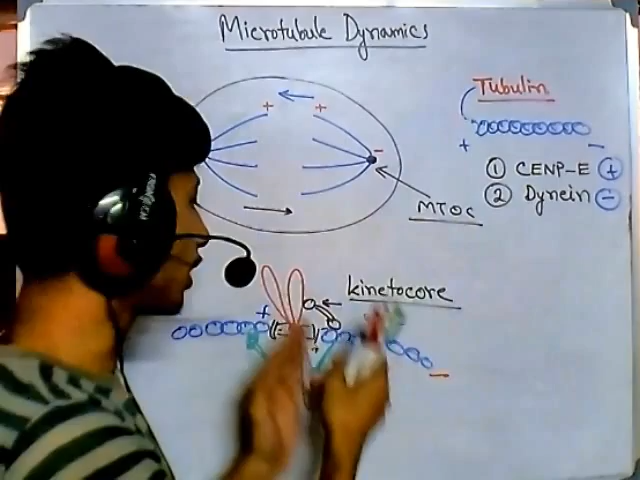 Microtubule Dynamics
+ +
-
Tubulin
+ -
① CENP-E +
② Dynein -
MTOC
kinetocore
+
-